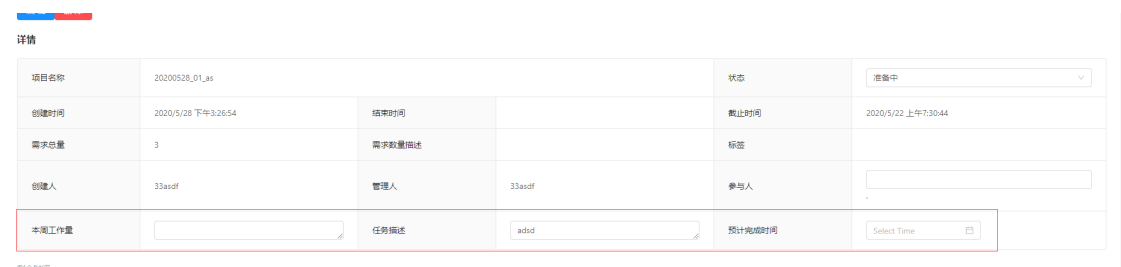 详情
项目名称 20200528_01_as 状态 准备中
创建时间 2020/5/28 下午3:26:54 结束时间 截止时间 2020/5/22 上午7:30:44
需求总量 3 需求数量描述 标签
创建人 33asdf 管理人 33asdf 参与人
本周工作量 任务描述 adsd 预计完成时间 Select Time